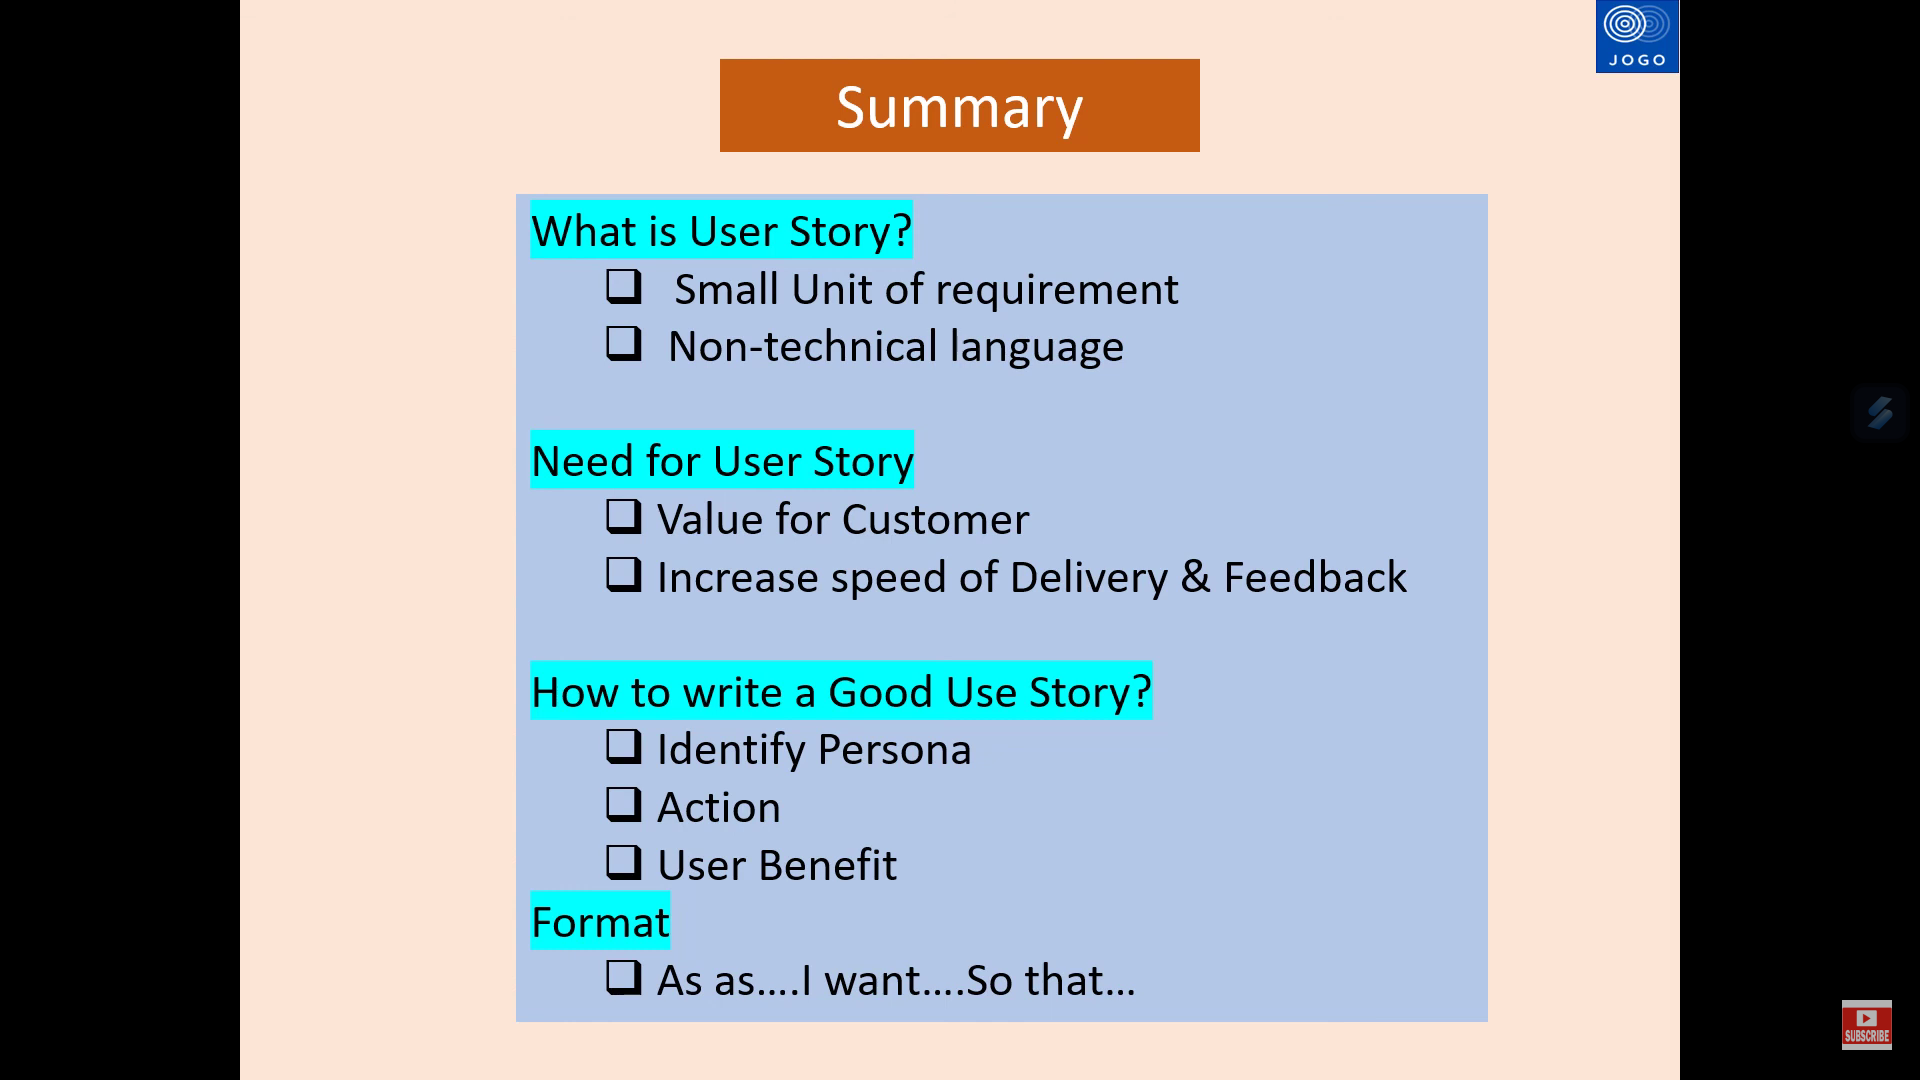 JOGO
Summary
What is User Story?
❑ Small Unit of requirement
❑ Non-technical language
Need for User Story
❑ Value for Customer
❑ Increase speed of Delivery & Feedback
How to write a Good Use Story?
❑ Identify Persona
❑ Action
❑ User Benefit
Format
❑ As as....I want....So that...
SUBSCRIBE